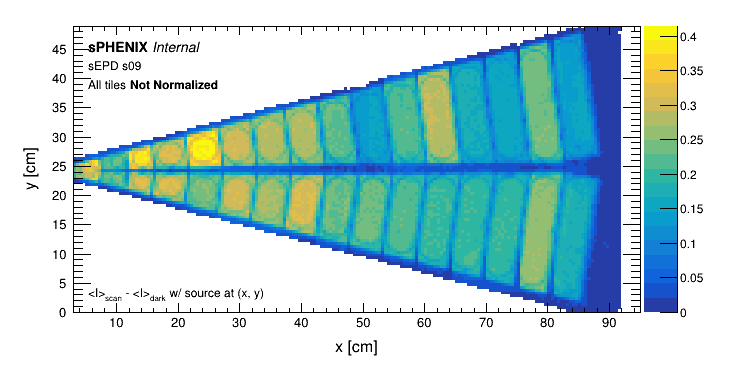 sPHENIX Internal
sEPD s09
All tiles Not Normalized
<I>scan - <I>dark w/ source at (x, y)
y [cm]
45
40
35
30
25
20
15
10
5
0
10 20 30 40 50 60 70 80 90
x [cm]
0.4
0.35
0.3
0.25
0.2
0.15
0.1
0.05
0